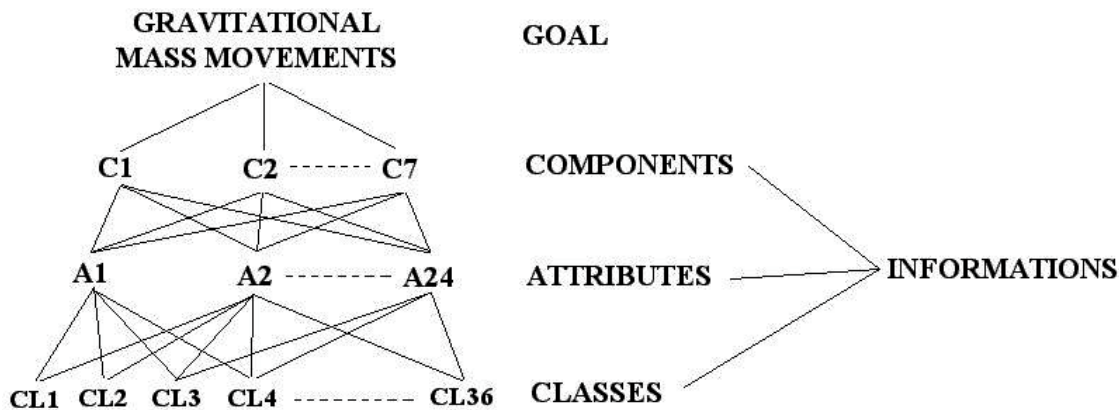 GRAVITATIONAL
MASS MOVEMENTS
GOAL
C1 C2 C7
COMPONENTS
A1 A2 A24
ATTRIBUTES
INFORMATIONS
CL1 CL2 CL3 CL4 CL36
CLASSES